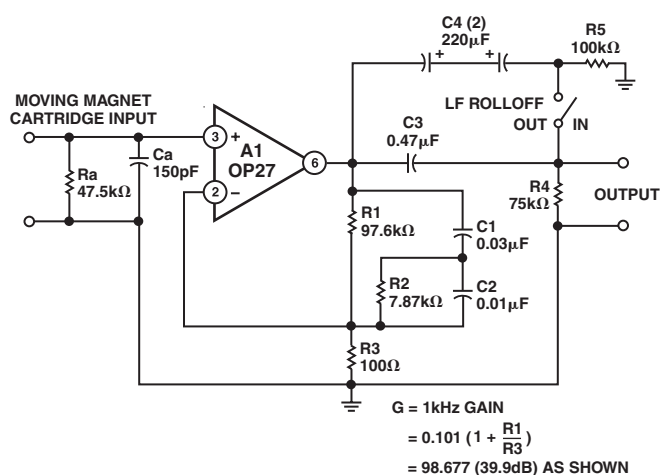 C4 (2)
220μF
+
+
R5
100kΩ
MOVING MAGNET
CARTRIDGE INPUT
LF ROLLOFF
OUT
IN
C3
0.47μF
3
+
A1
OP27
6
2
–
Ra
47.5kΩ
Ca
150pF
R4
75kΩ
OUTPUT
R1
97.6kΩ
C1
0.03μF
R2
7.87kΩ
C2
0.01μF
R3
100Ω
G = 1kHz GAIN
= 0.101 (1 + R1/R3)
= 98.677 (39.9dB) AS SHOWN